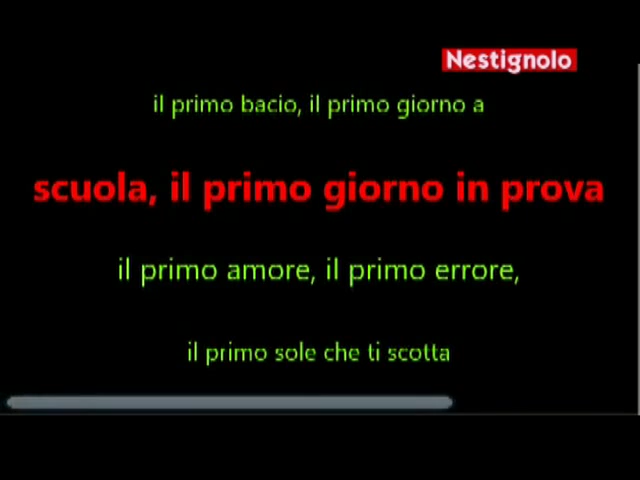 Nestignolo
il primo bacio, il primo giorno a
scuola, il primo giorno in prova
il primo amore, il primo errore,
il primo sole che ti scotta